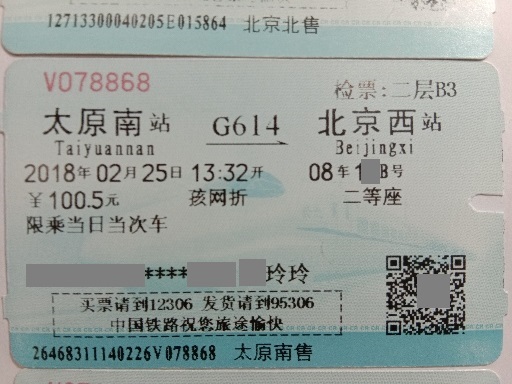 12713300040205E015864 北京北售
V078868 检票:二层B3
太原南站 G614 北京西站
Taiyuannan Beijingxi
2018年02月25日13:32开 08车1 B号
￥100.5元 孩网折 二等座
限乘当日当次车
****玲玲
买票请到12306 发货请到95306
中国铁路祝您旅途愉快
26468311140226V078868 太原南售